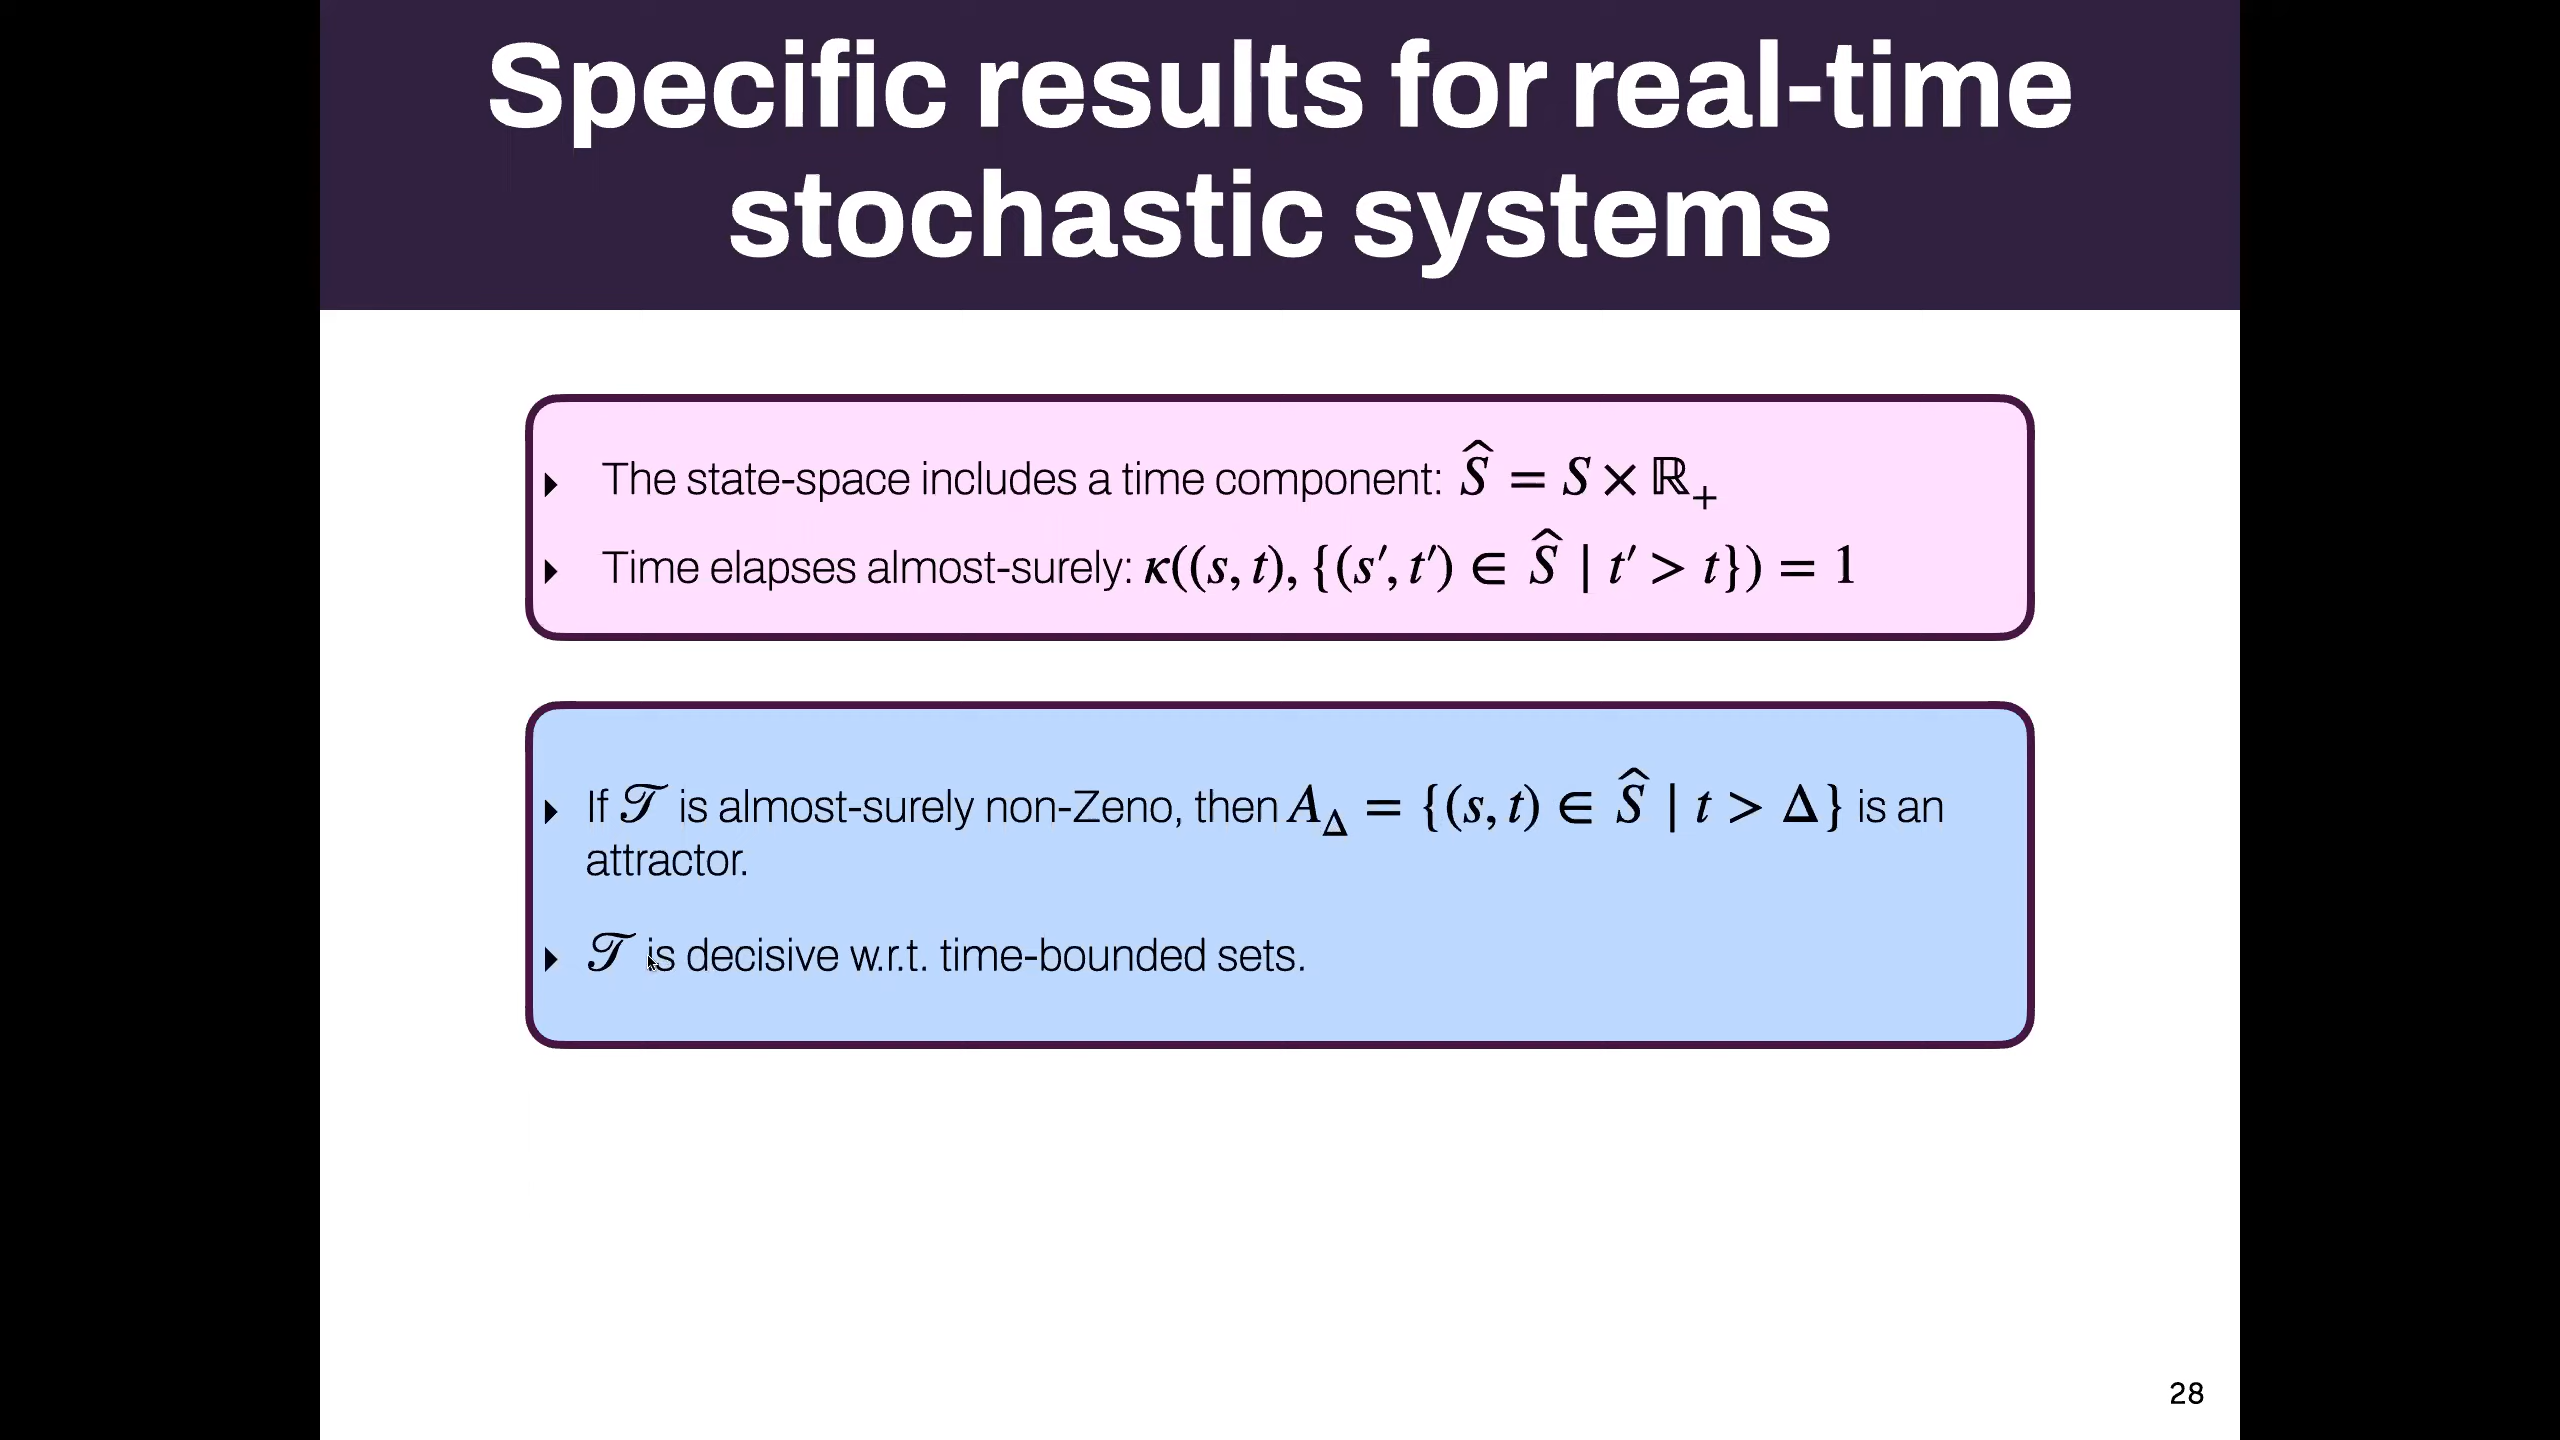 Specific results for real-time
stochastic systems
▸ The state-space includes a time component: Ŝ = S × ℝ₊
▸ Time elapses almost-surely: κ((s, t), {(s′, t′) ∈ Ŝ | t′ > t}) = 1
▸ If 𝒯 is almost-surely non-Zeno, then A_Δ = {(s, t) ∈ Ŝ | t > Δ} is an
attractor.
▸ 𝒯 is decisive w.r.t. time-bounded sets.
28